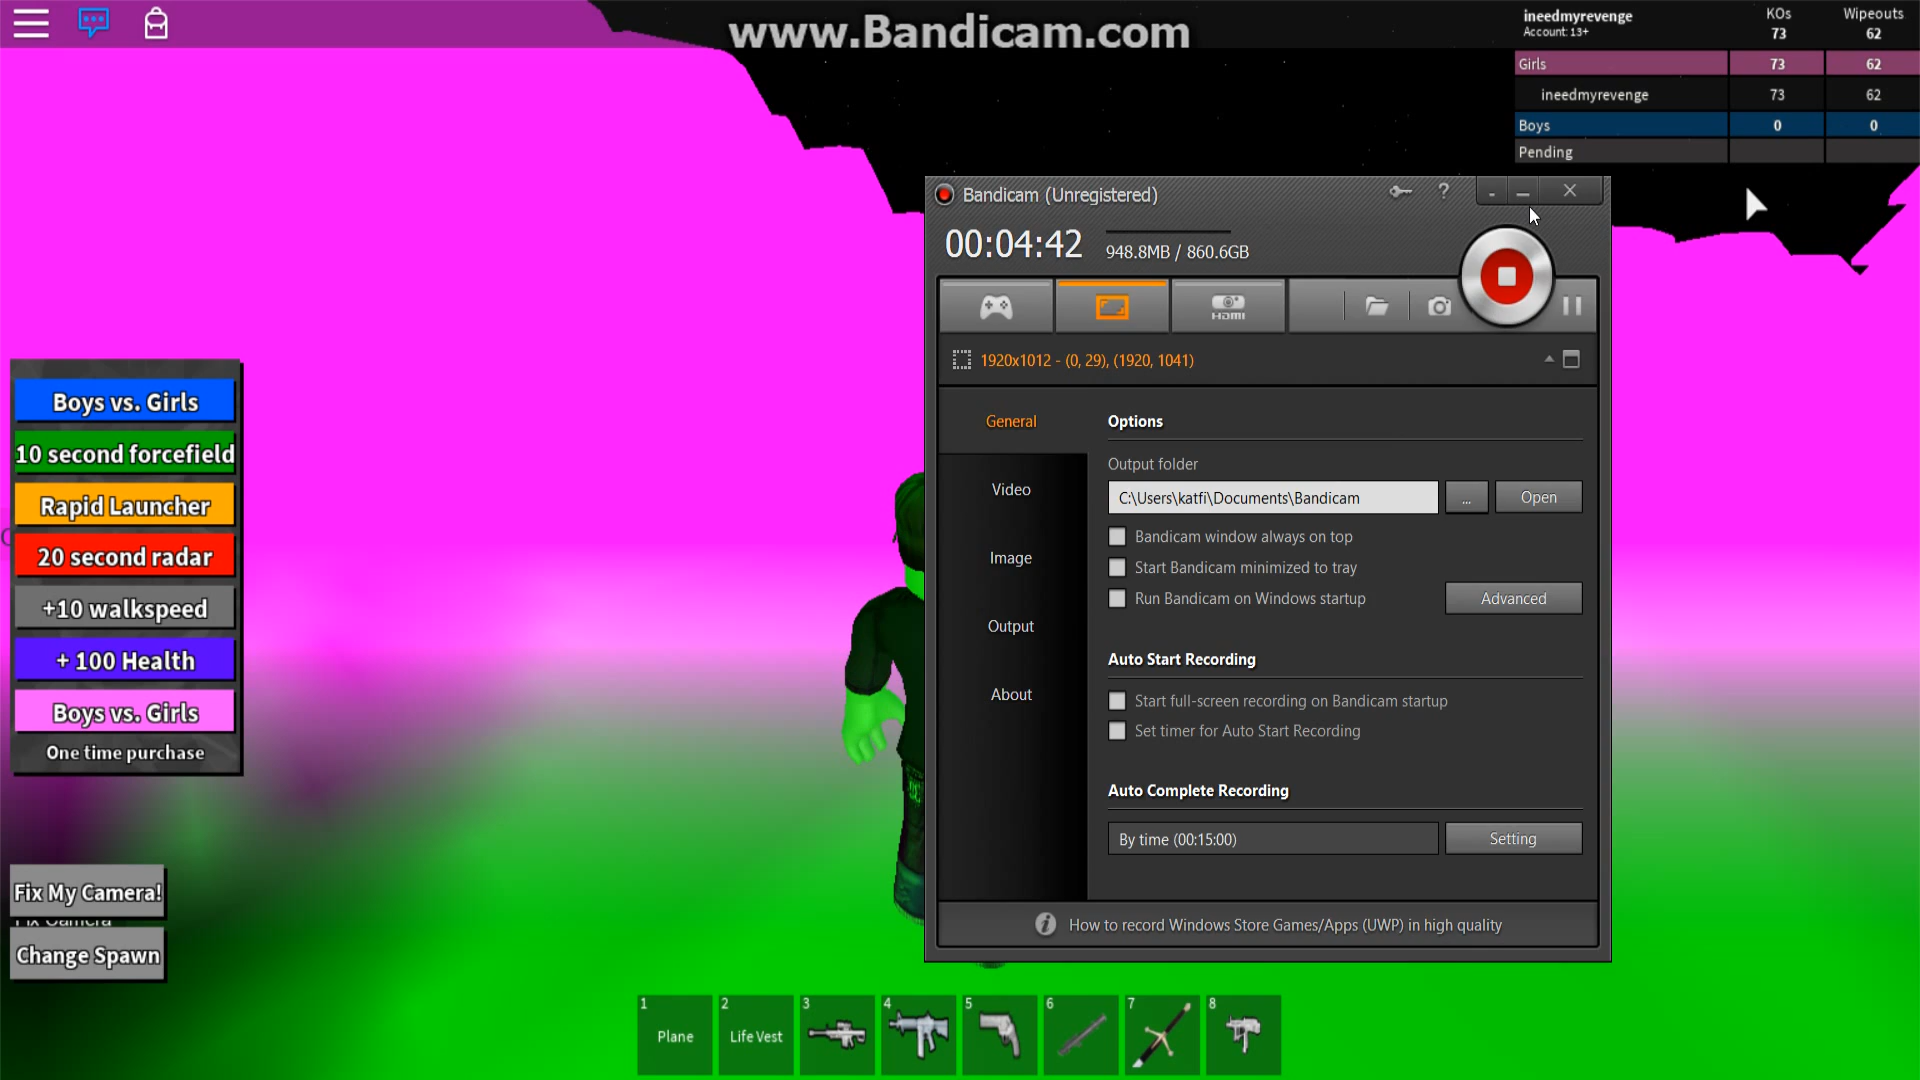 www.Bandicam.com
ineedmyrevenge
Account: 13+
KOs
73
Wipeouts
62
Girls 73 62
ineedmyrevenge 73 62
Boys 0 0
Pending
Bandicam (Unregistered)
?
00:04:42
948.8MB / 860.6GB
HDMI
1920x1012 - (0, 29), (1920, 1041)
General
Video
Image
Output
About
Options
Output folder
C:\Users\katfi\Documents\Bandicam
...
Open
Bandicam window always on top
Start Bandicam minimized to tray
Run Bandicam on Windows startup
Advanced
Auto Start Recording
Start full-screen recording on Bandicam startup
Set timer for Auto Start Recording
Auto Complete Recording
By time (00:15:00)
Setting
How to record Windows Store Games/Apps (UWP) in high quality
Boys vs. Girls
10 second forcefield
Rapid Launcher
20 second radar
+10 walkspeed
+ 100 Health
Boys vs. Girls
One time purchase
Fix My Camera!
Fix Camera
Change Spawn
1
Plane
2
Life Vest
3
4
5
6
7
8